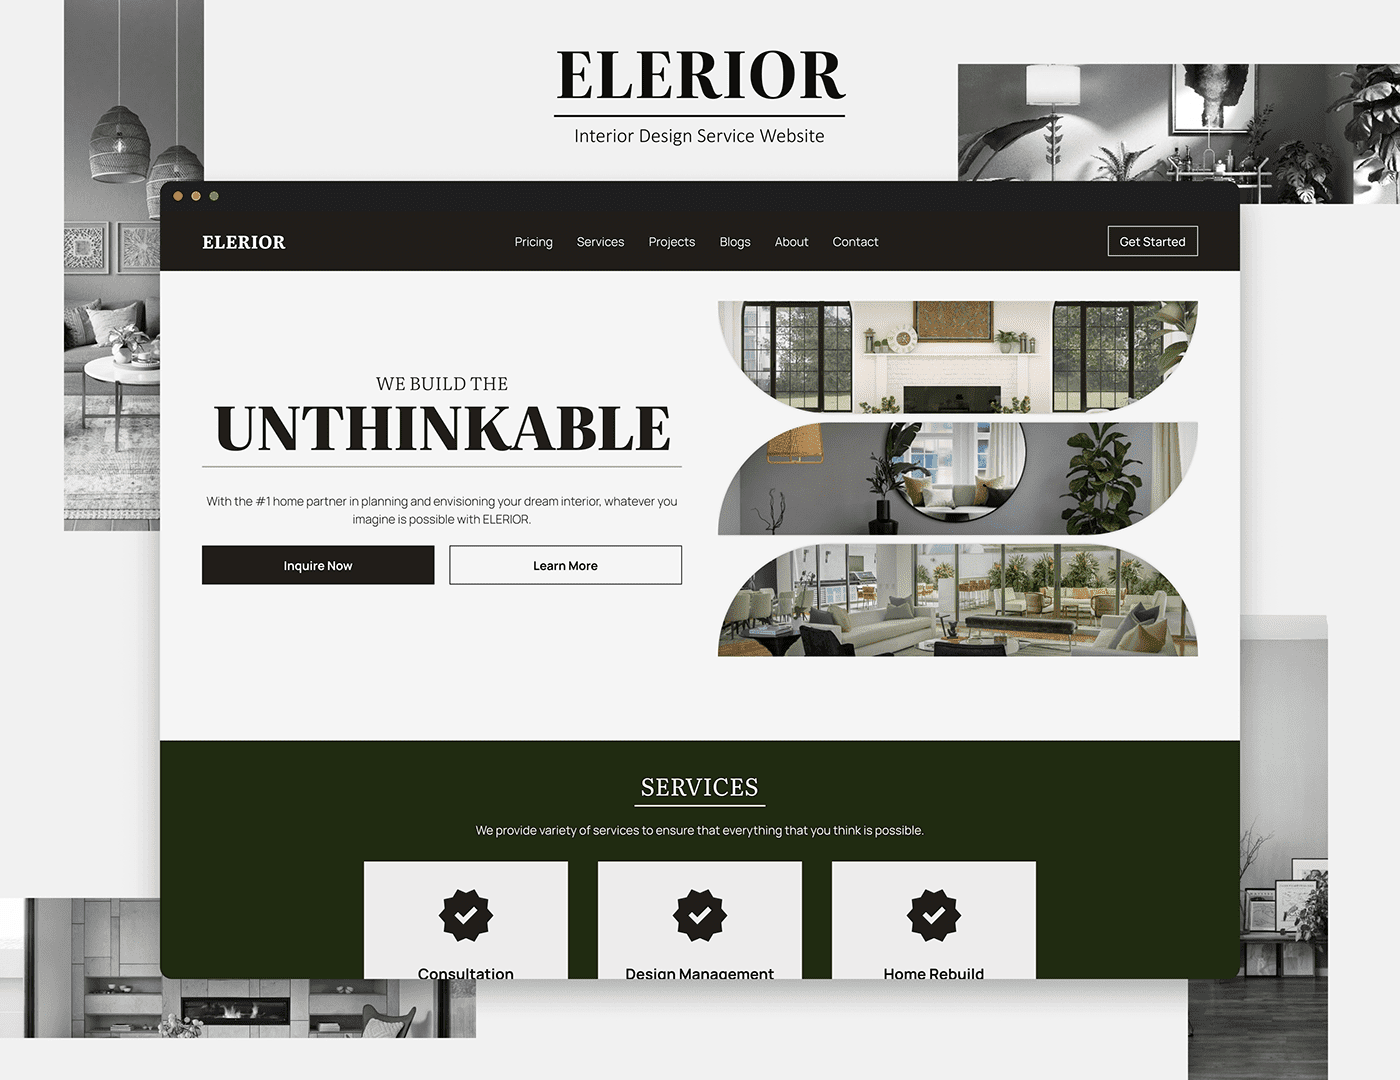 ELERIOR
Interior Design Service Website
ELERIOR
Pricing
Services
Projects
Blogs
About
Contact
Get Started
WE BUILD THE
UNTHINKABLE
With the #1 home partner in planning and envisioning your dream interior, whatever you
imagine is possible with ELERIOR.
Inquire Now
Learn More
SERVICES
We provide variety of services to ensure that everything that you think is possible.
Consultation
Design Management
Home Rebuild